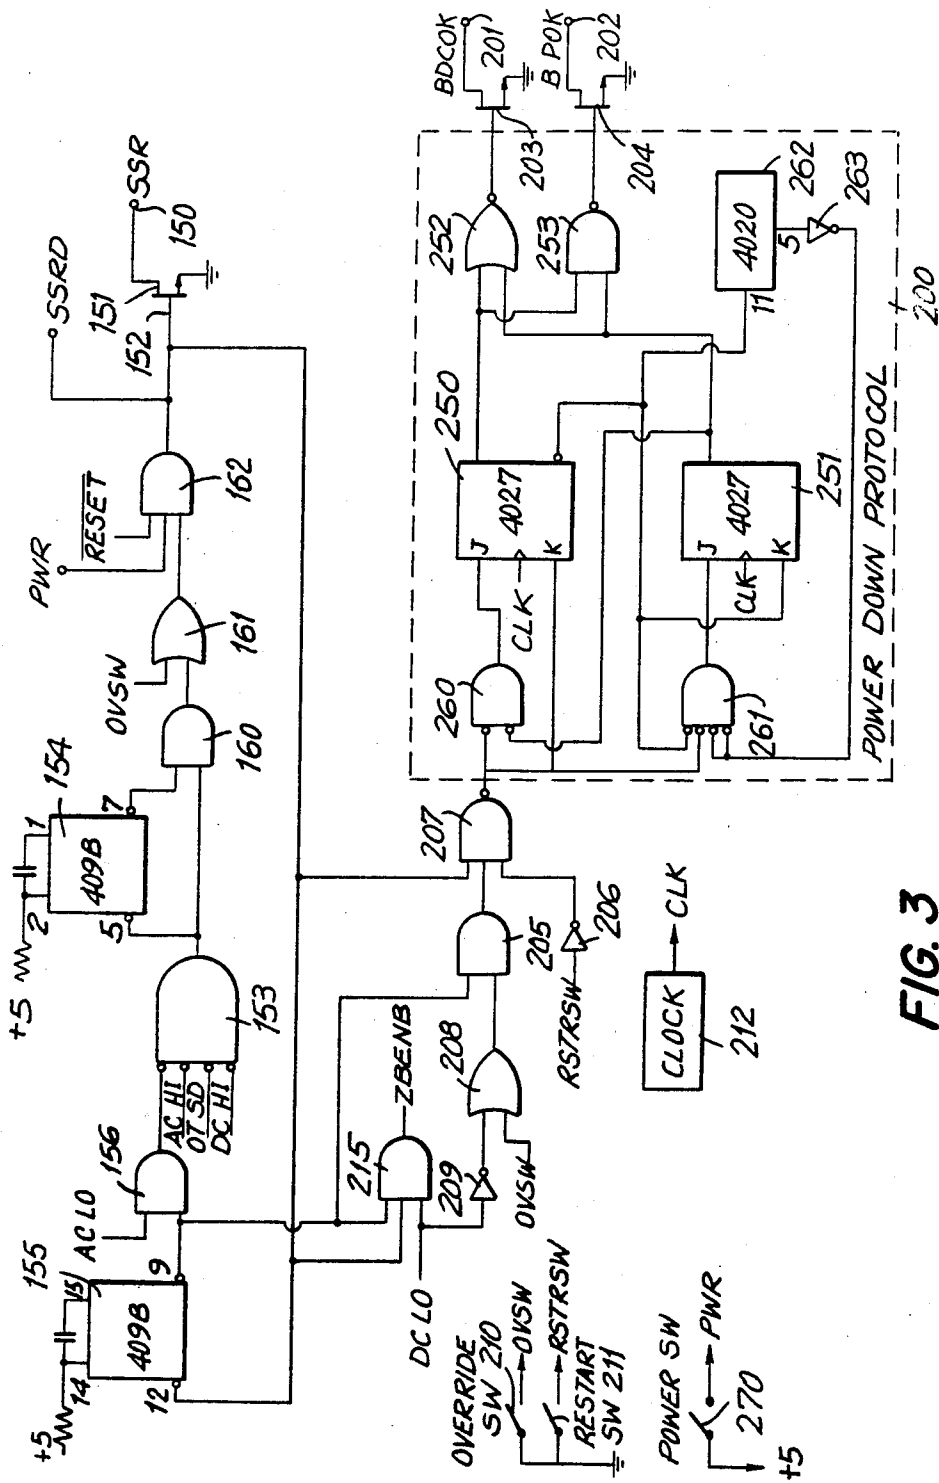 +5
14
15
155
409B
12
9
AC LO
156
AC HI
OT SD
DC HI
153
+5
2
1
154
409B
5
7
160
OVSW
161
PWR
RESET
162
SSRD
152
151
SSR
150
DC LO
215
ZBENB
209
OVSW
208
205
RSTRSW
206
207
260
J
CLK
K
4027
250
261
J
CLK
K
4027
251
252
253
BDCOK
201
203
B POK
202
204
11
4020
5
262
263
200
POWER DOWN PROTOCOL
OVERRIDE
SW 210
OVSW
RSTRSW
RESTART
SW 211
POWER SW
PWR
270
+5
CLOCK
CLK
212
FIG. 3